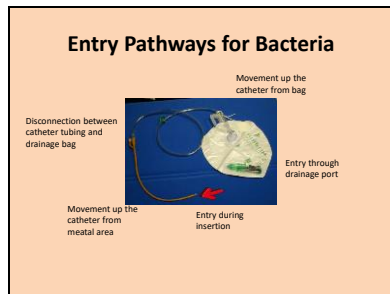 Entry Pathways for Bacteria
Movement up the
catheter from bag
Disconnection between
catheter tubing and
drainage bag
Entry through
drainage port
Movement up the
catheter from
meatal area
Entry during
insertion